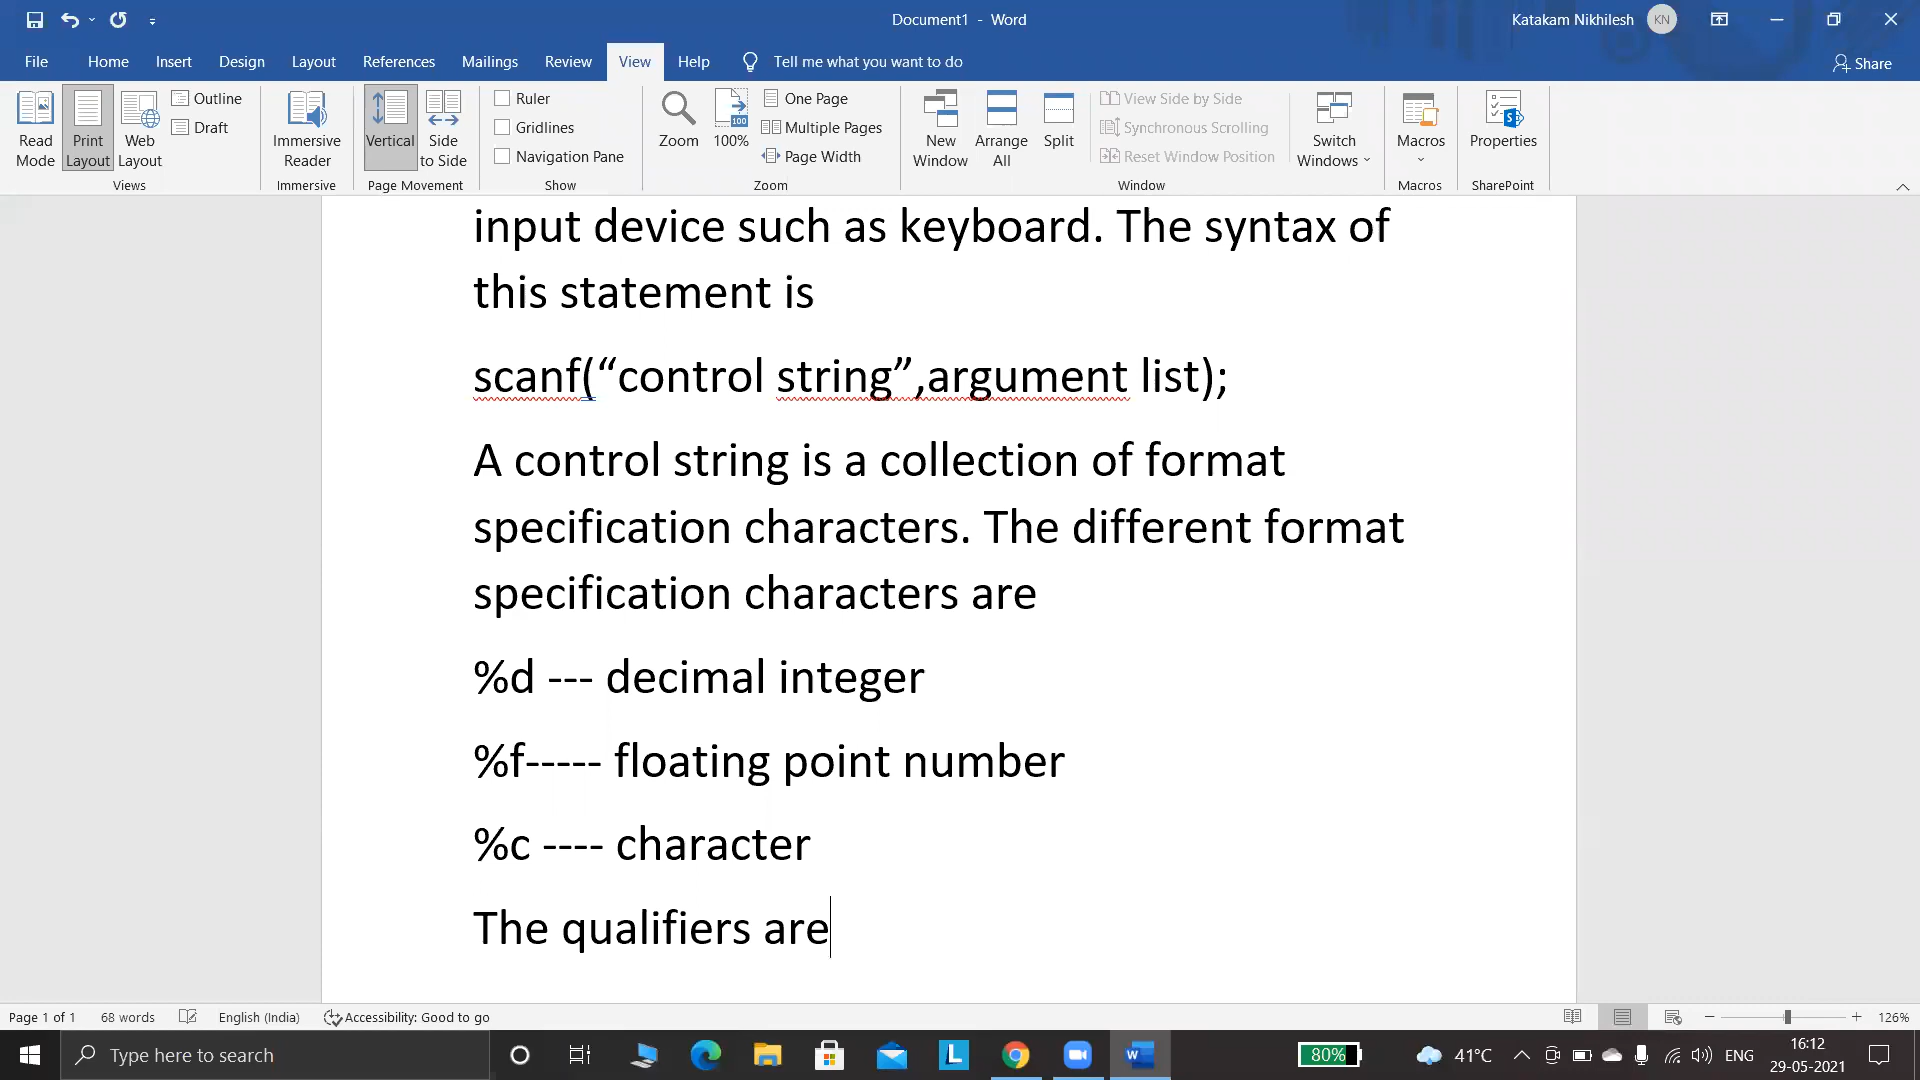 Document1 - Word
Katakam Nikhilesh KN
File Home Insert Design Layout References Mailings Review View Help Tell me what you want to do Share
Read Mode
Print Layout
Web Layout
Outline
Draft
Views
Immersive Reader
Immersive
Vertical
Side to Side
Page Movement
Ruler
Gridlines
Navigation Pane
Show
Zoom
100
100%
One Page
Multiple Pages
Page Width
Zoom
New Window
Arrange All
Split
View Side by Side
Synchronous Scrolling
Reset Window Position
Switch Windows
Window
Macros
Macros
S
Properties
SharePoint
input device such as keyboard. The syntax of
this statement is
scanf(“control string”,argument list);
A control string is a collection of format
specification characters. The different format
specification characters are
%d --- decimal integer
%f----- floating point number
%c ---- character
The qualifiers are
Page 1 of 1 68 words English (India) Accessibility: Good to go 126%
Type here to search
L
W
80%
41°C
ENG
16:12
29-05-2021